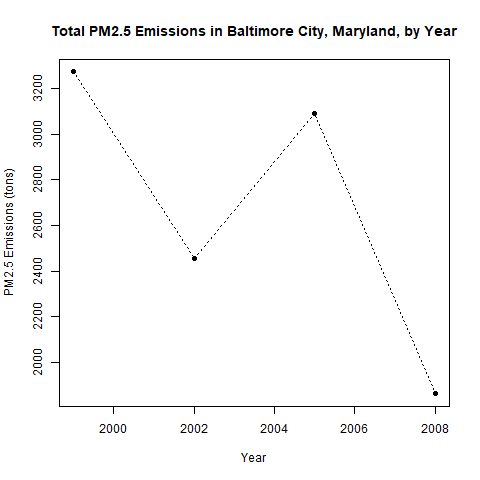 Total PM2.5 Emissions in Baltimore City, Maryland, by Year
PM2.5 Emissions (tons)
3200
3000
2800
2600
2400
2200
2000
2000 2002 2004 2006 2008
Year